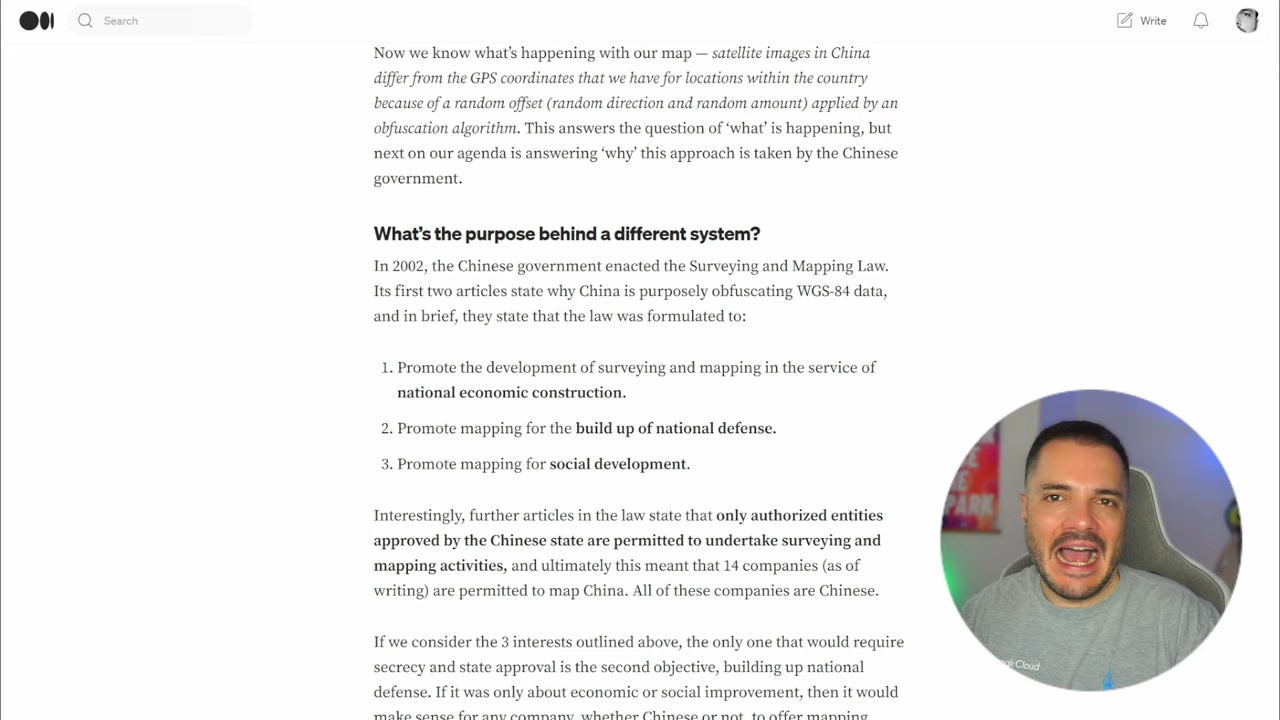 Search
Write
Now we know what's happening with our map — satellite images in China
differ from the GPS coordinates that we have for locations within the country
because of a random offset (random direction and random amount) applied by an
obfuscation algorithm. This answers the question of ‘what’ is happening, but
next on our agenda is answering ‘why’ this approach is taken by the Chinese
government.
What's the purpose behind a different system?
In 2002, the Chinese government enacted the Surveying and Mapping Law.
Its first two articles state why China is purposely obfuscating WGS-84 data,
and in brief, they state that the law was formulated to:
1. Promote the development of surveying and mapping in the service of
national economic construction.
2. Promote mapping for the build up of national defense.
3. Promote mapping for social development.
Interestingly, further articles in the law state that only authorized entities
approved by the Chinese state are permitted to undertake surveying and
mapping activities, and ultimately this meant that 14 companies (as of
writing) are permitted to map China. All of these companies are Chinese.
If we consider the 3 interests outlined above, the only one that would require
secrecy and state approval is the second objective, building up national
defense. If it was only about economic or social improvement, then it would
make sense for any company, whether Chinese or not, to offer mapping
PARK
Cloud